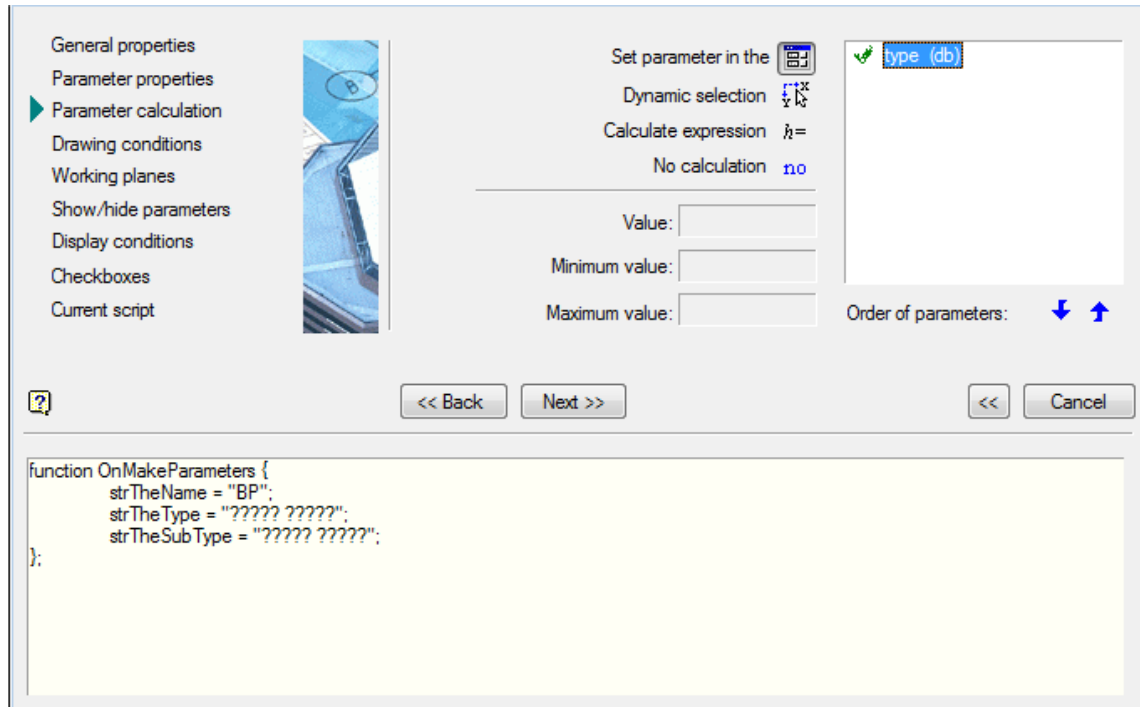 General properties
Parameter properties
Parameter calculation
Drawing conditions
Working planes
Show/hide parameters
Display conditions
Checkboxes
Current script
B
Set parameter in the
Dynamic selection
Calculate expression h=
No calculation no
Value:
Minimum value:
Maximum value:
type (db)
Order of parameters:
?
<< Back
Next >>
<<
Cancel
function OnMakeParameters {
strTheName = "BP";
strTheType = "????? ?????";
strTheSubType = "????? ?????";
};